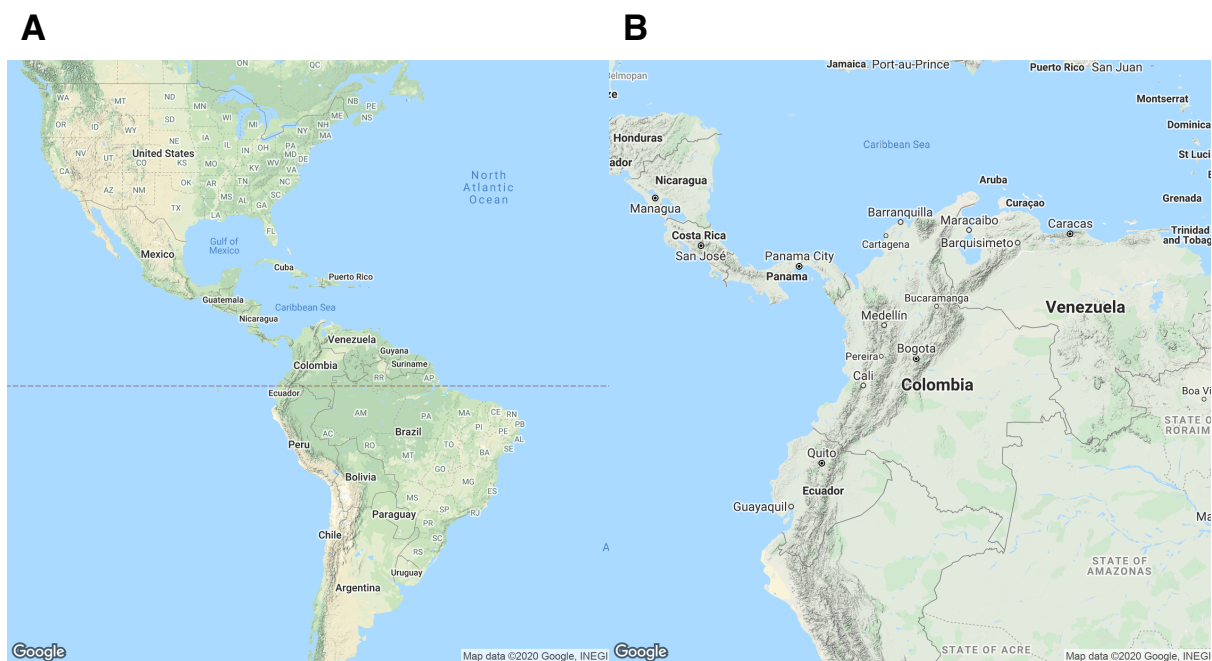 A
B
ON
QC
WA
MT
ND
MN
NB
PE
NS
ME
OR
ID
WY
SD
WI
MI
NY
NH
MA
NE
IA
IL
IN
OH
PA
MD
DE
NV
UT
United States
CO
KS
MO
KY
WV
VA
CA
AZ
NM
OK
AR
TN
NC
SC
MS
AL
GA
TX
LA
FL
North
Atlantic
Ocean
Gulf of
Mexico
Mexico
Cuba
Puerto Rico
Guatemala
Caribbean Sea
Nicaragua
Venezuela
Guyana
Suriname
Colombia
RR
AP
Ecuador
AM
PA
MA
CE
RN
PB
PI
PE
AL
SE
AC
RO
Brazil
TO
BA
Peru
MT
GO
Bolivia
MG
ES
MS
SP
RJ
Paraguay
PR
SC
Chile
RS
A
Uruguay
Argentina
Google
Map data ©2020 Google, INEGI
Jamaica
Port-au-Prince
Puerto Rico
San Juan
elmopan
ze
Montserrat
Dominica
Honduras
Caribbean Sea
St Luci
ador
Nicaragua
Aruba
Managua
Curaçao
Grenada
Barranquilla
Maracaibo
Caracas
Costa Rica
Cartagena
Barquisimeto
Trinidad
and Tobag
San José
Panama City
Panama
Bucaramanga
Medellín
Venezuela
Pereira
Bogota
Cali
Colombia
Boa Vi
STATE O
RORAIM
Quito
Ecuador
Guayaquil
Ma
STATE OF
AMAZONAS
STATE OF ACRE
Google
Map data ©2020 Google, INEGI